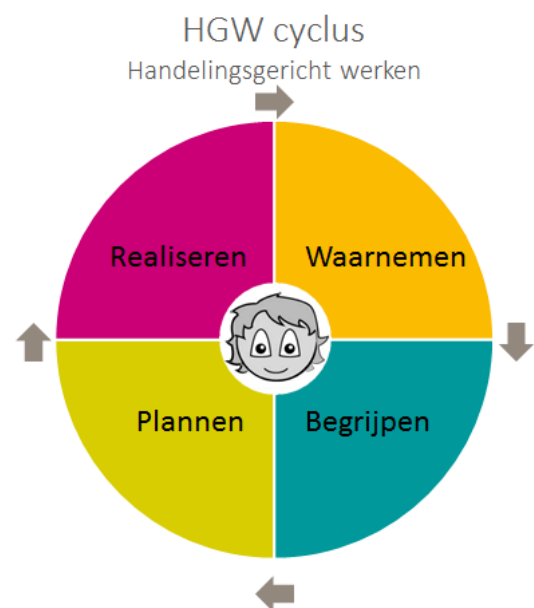 HGW cyclus
Handelingsgericht werken
Realiseren
Waarnemen
Plannen
Begrijpen